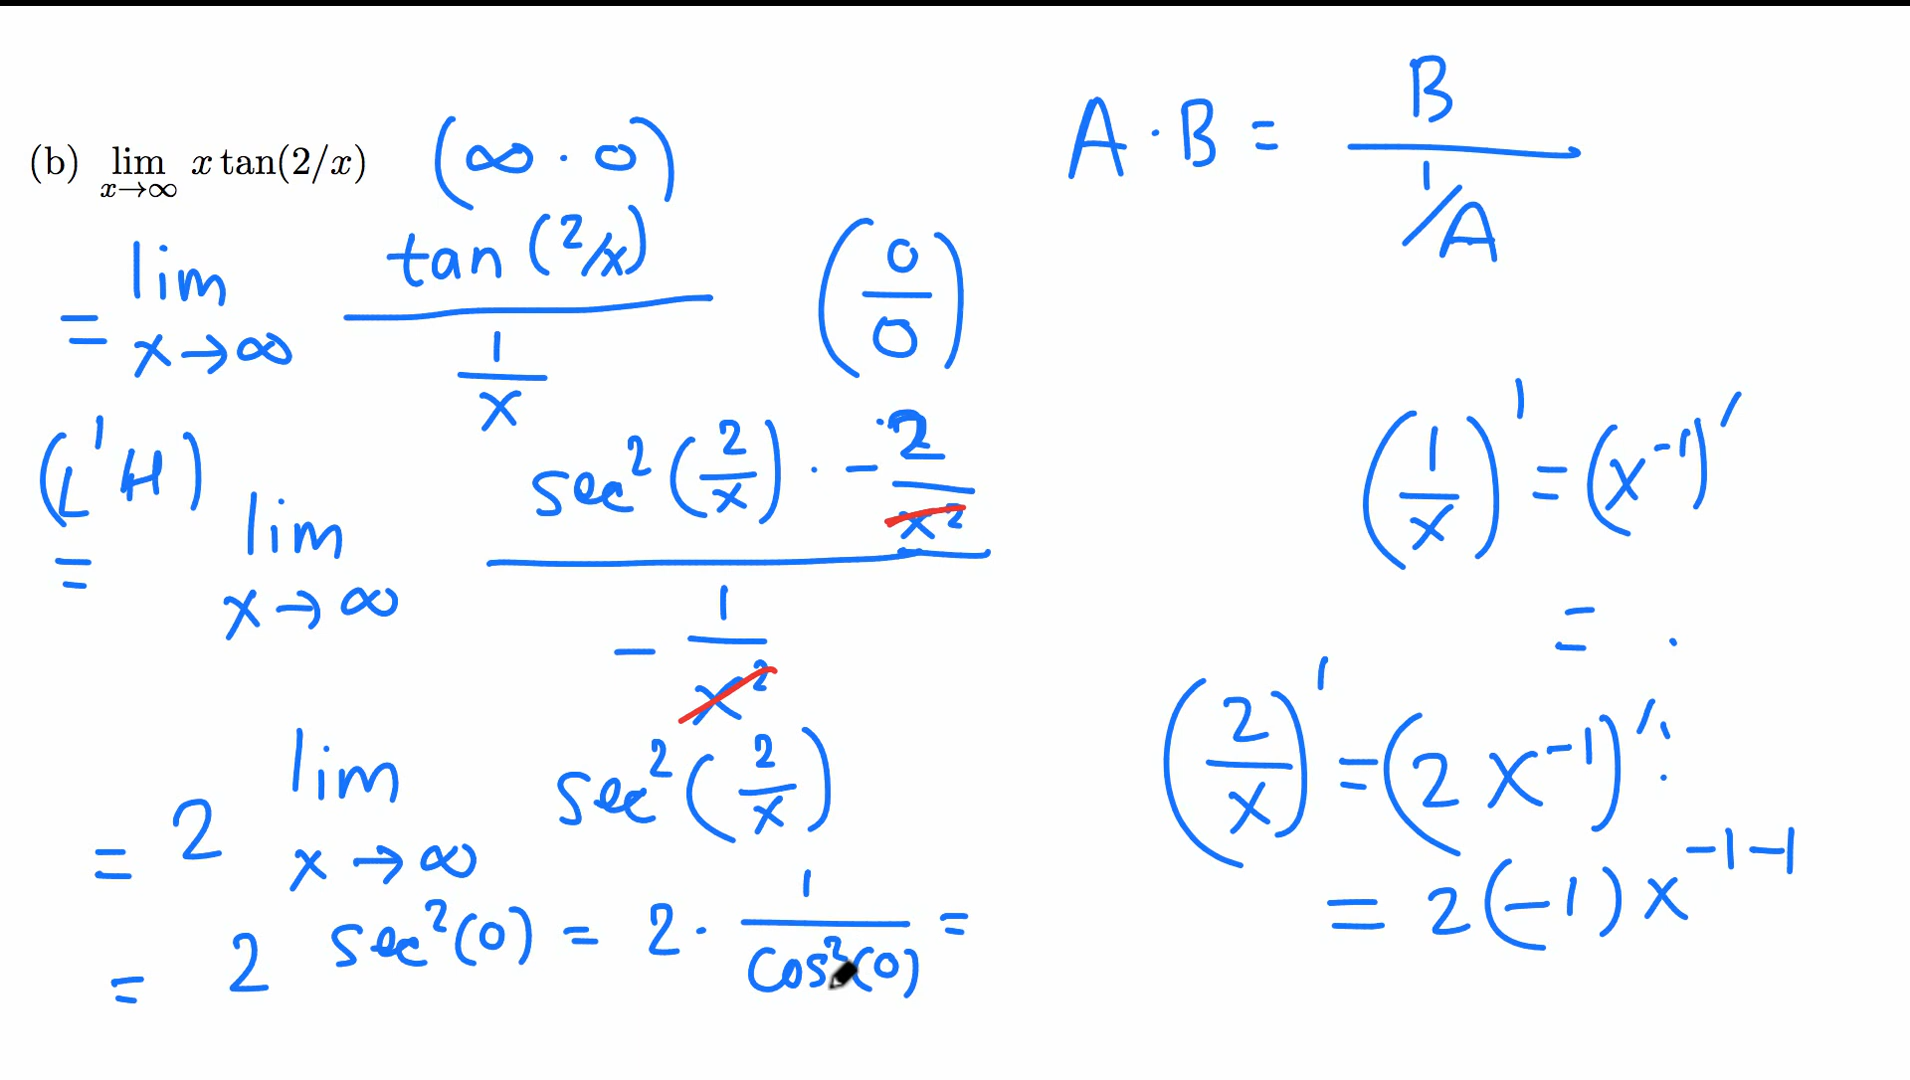 (b) lim x→∞ x tan(2/x) (∞ · 0)
= lim x→∞ tan(2/x) / (1/x) (0/0)
(L'H) = lim x→∞ sec²(2/x) · -2/x² / -1/x²
= 2 lim x→∞ sec²(2/x)
= 2 sec²(0) = 2 · 1/cos²(0) =
A · B = B / (1/A)
(1/x)' = (x⁻¹)'
= ·
(2/x)' = (2x⁻¹)'
= 2(-1)x⁻¹⁻¹